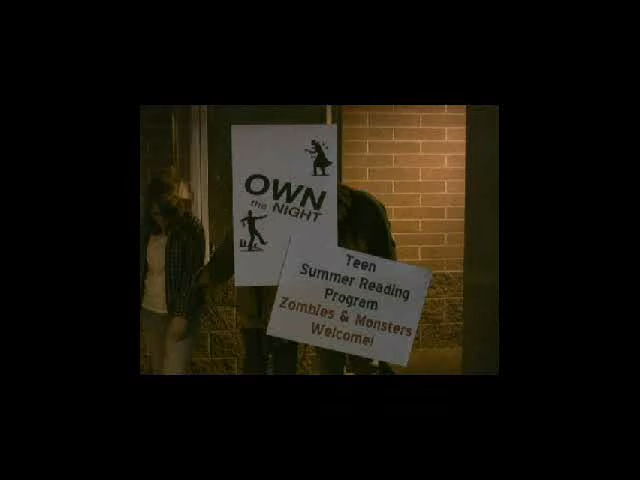 OWN
the NIGHT
Teen
Summer Reading
Program
Zombies & Monsters
Welcome!